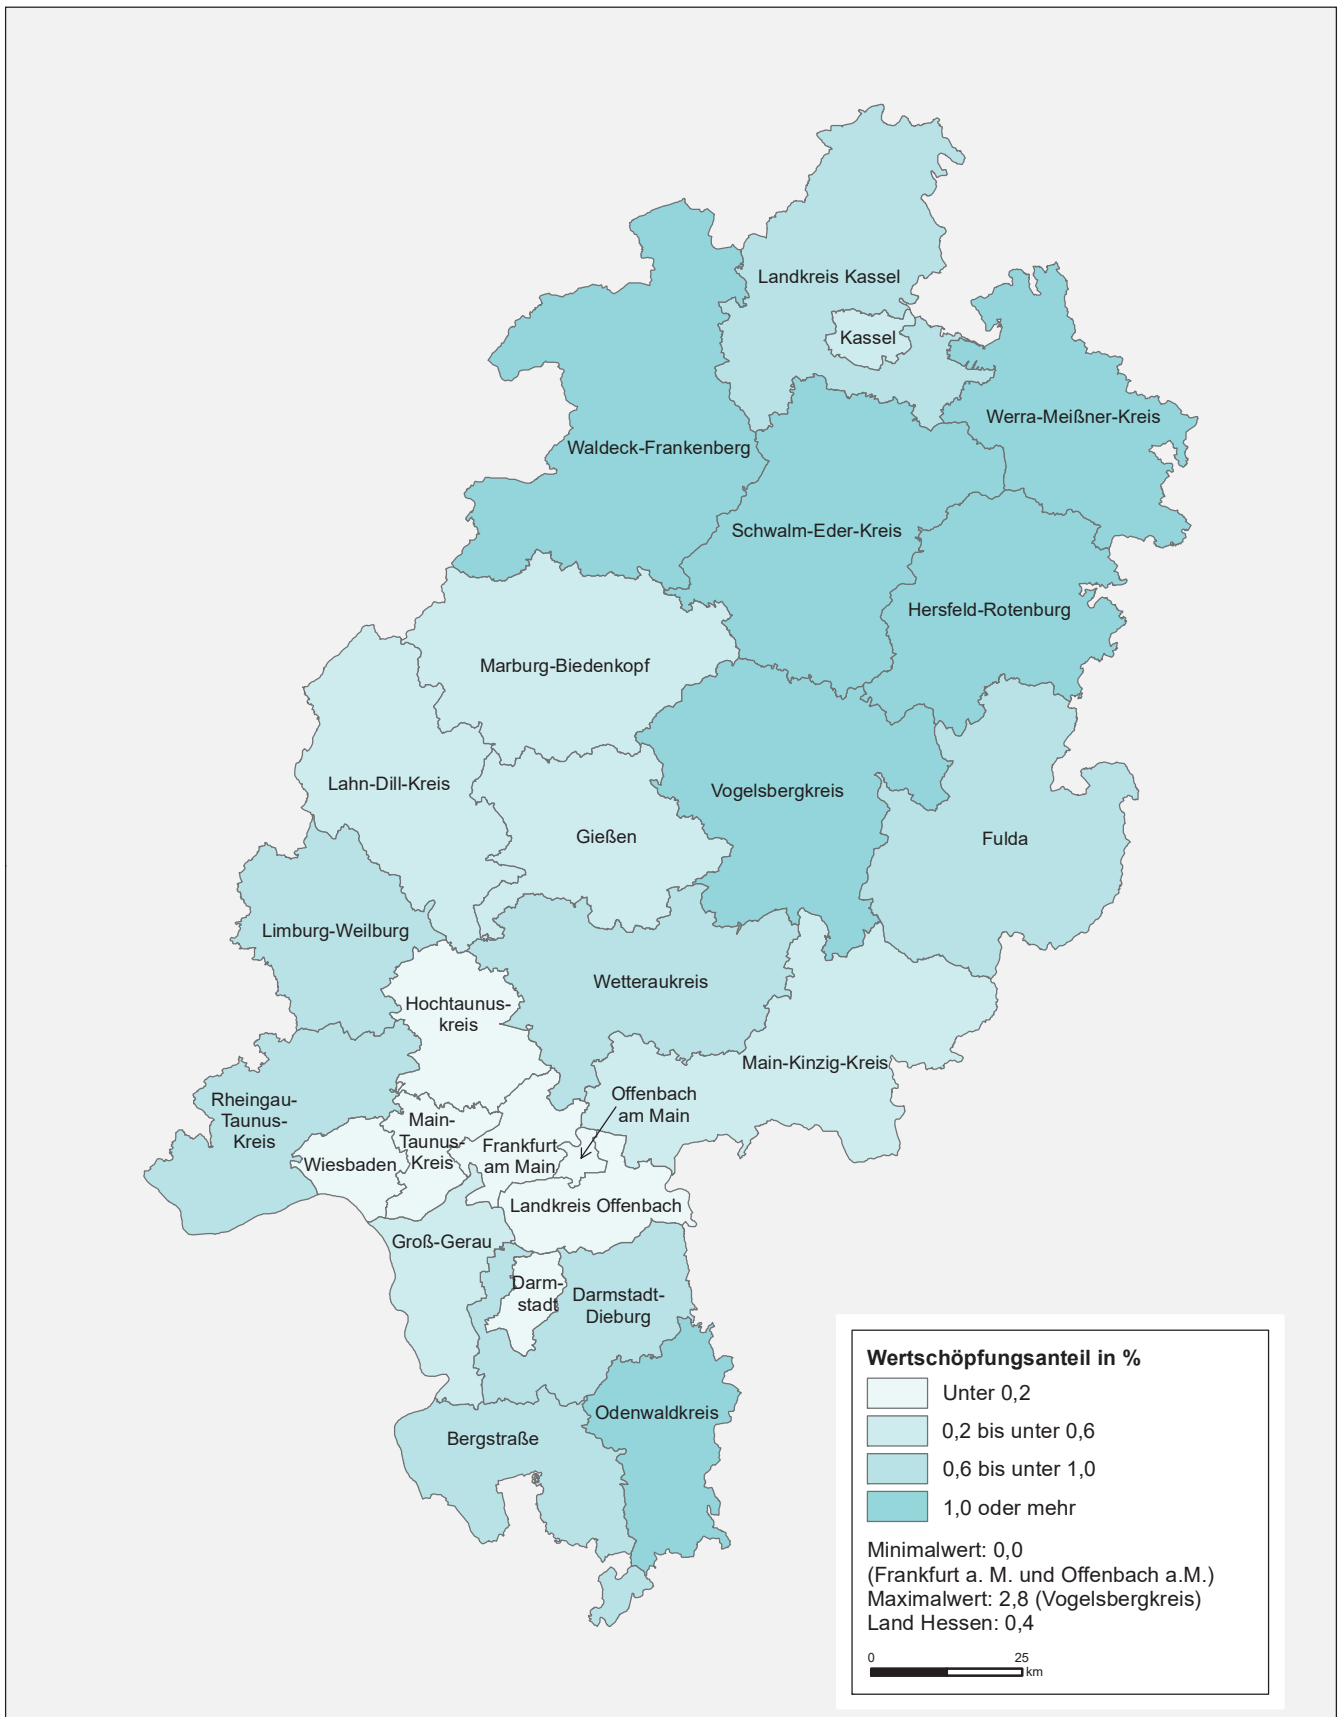 Landkreis Kassel
Kassel
Werra-Meißner-Kreis
Waldeck-Frankenberg
Schwalm-Eder-Kreis
Hersfeld-Rotenburg
Marburg-Biedenkopf
Lahn-Dill-Kreis
Vogelsbergkreis
Gießen
Fulda
Limburg-Weilburg
Wetteraukreis
Hochtaunus-
kreis
Main-Kinzig-Kreis
Offenbach
am Main
Rheingau-
Taunus-
Kreis
Main-
Taunus-
Kreis
Frankfurt
am Main
Wiesbaden
Landkreis Offenbach
Groß-Gerau
Darm-
stadt
Darmstadt-
Dieburg
Odenwaldkreis
Bergstraße
Wertschöpfungsanteil in %
Unter 0,2
0,2 bis unter 0,6
0,6 bis unter 1,0
1,0 oder mehr
Minimalwert: 0,0
(Frankfurt a. M. und Offenbach a.M.)
Maximalwert: 2,8 (Vogelsbergkreis)
Land Hessen: 0,4
0 25
km